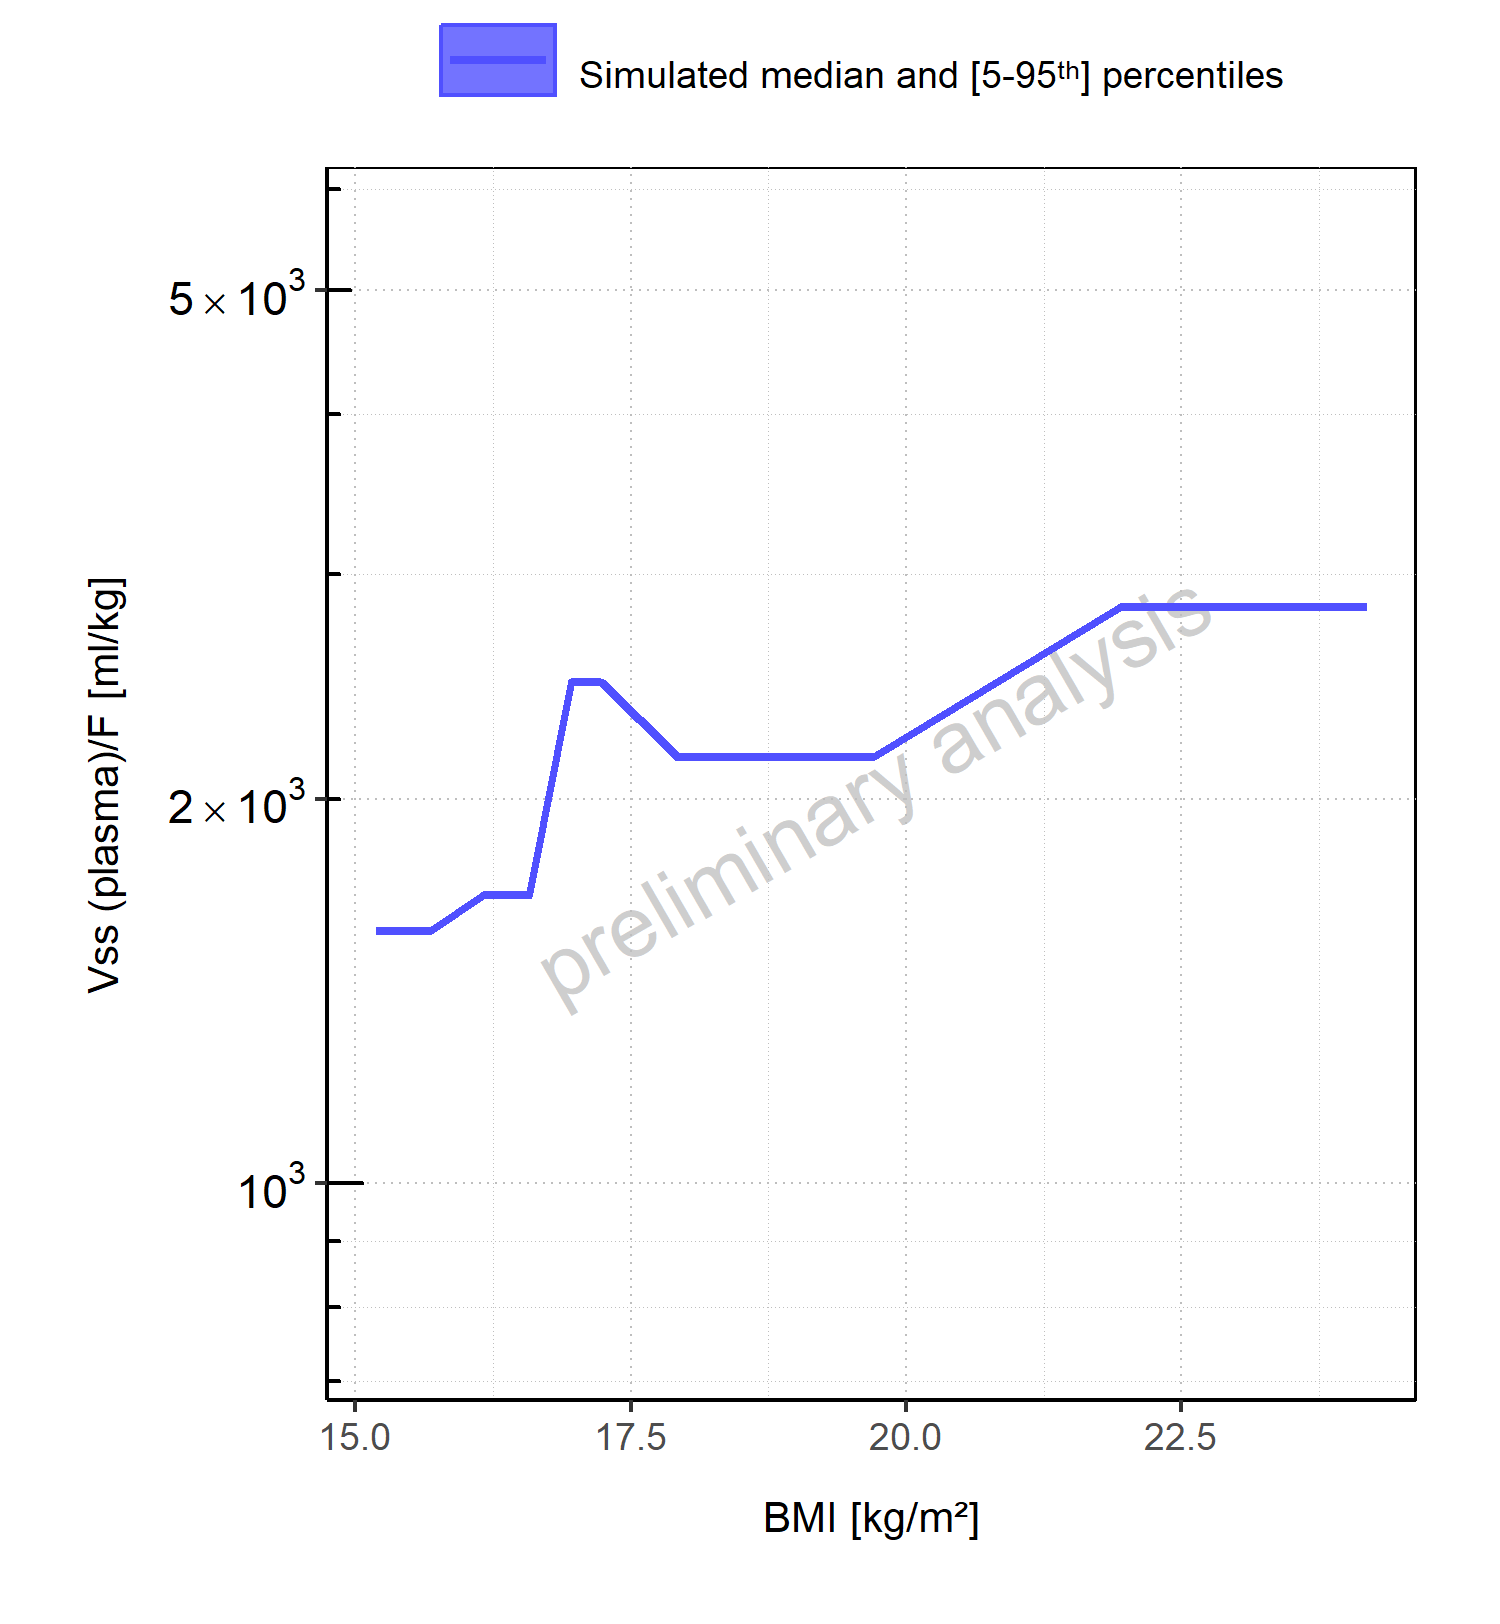 Simulated median and [5-95ᵗʰ] percentiles
5 × 10³
2 × 10³
10³
Vss (plasma)/F [ml/kg]
preliminary analysis
15.0 17.5 20.0 22.5
BMI [kg/m²]